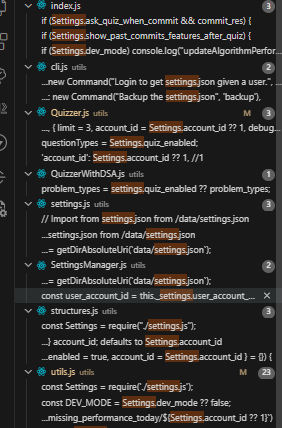 index.js 3
if (Settings.ask_quiz_when_commit && commit_res) {
if (Settings.show_past_commits_features_after_quiz) {
if (Settings.dev_mode) console.log("updateAlgorithmPerfor...
cli.js utils 2
...new Command("Login to get settings.json given a user.", ...
...: new Command("Backup the settings.json", 'backup'),
Quizzer.js utils M 3
..., { limit = 3, account_id = Settings.account_id ?? 1, debug...
questionTypes = Settings.quiz_enabled;
'account_id': Settings.account_id ?? 1, //1
QuizzerWithDSA.js utils 1
problem_types = settings.quiz_enabled ?? problem_types;
settings.js utils 3
// Import from settings.json from /data/settings.json
...settings.json from /data/settings.json
...= getDirAbsoluteUri('data/settings.json');
SettingsManager.js utils 2
...= getDirAbsoluteUri("data/settings.json");
const user_account_id = this._settings.user_account_...
structures.js utils 3
const Settings = require("./settings.js");
...} account_id; defaults to Settings.account_id
...enabled = true, account_id = Settings.account_id } = {}) {
utils.js utils M 23
const Settings = require('./settings.js');
const DEV_MODE = Settings.dev_mode ?? false;
...missing_performance_today/${Settings.account_id ?? 1}`)